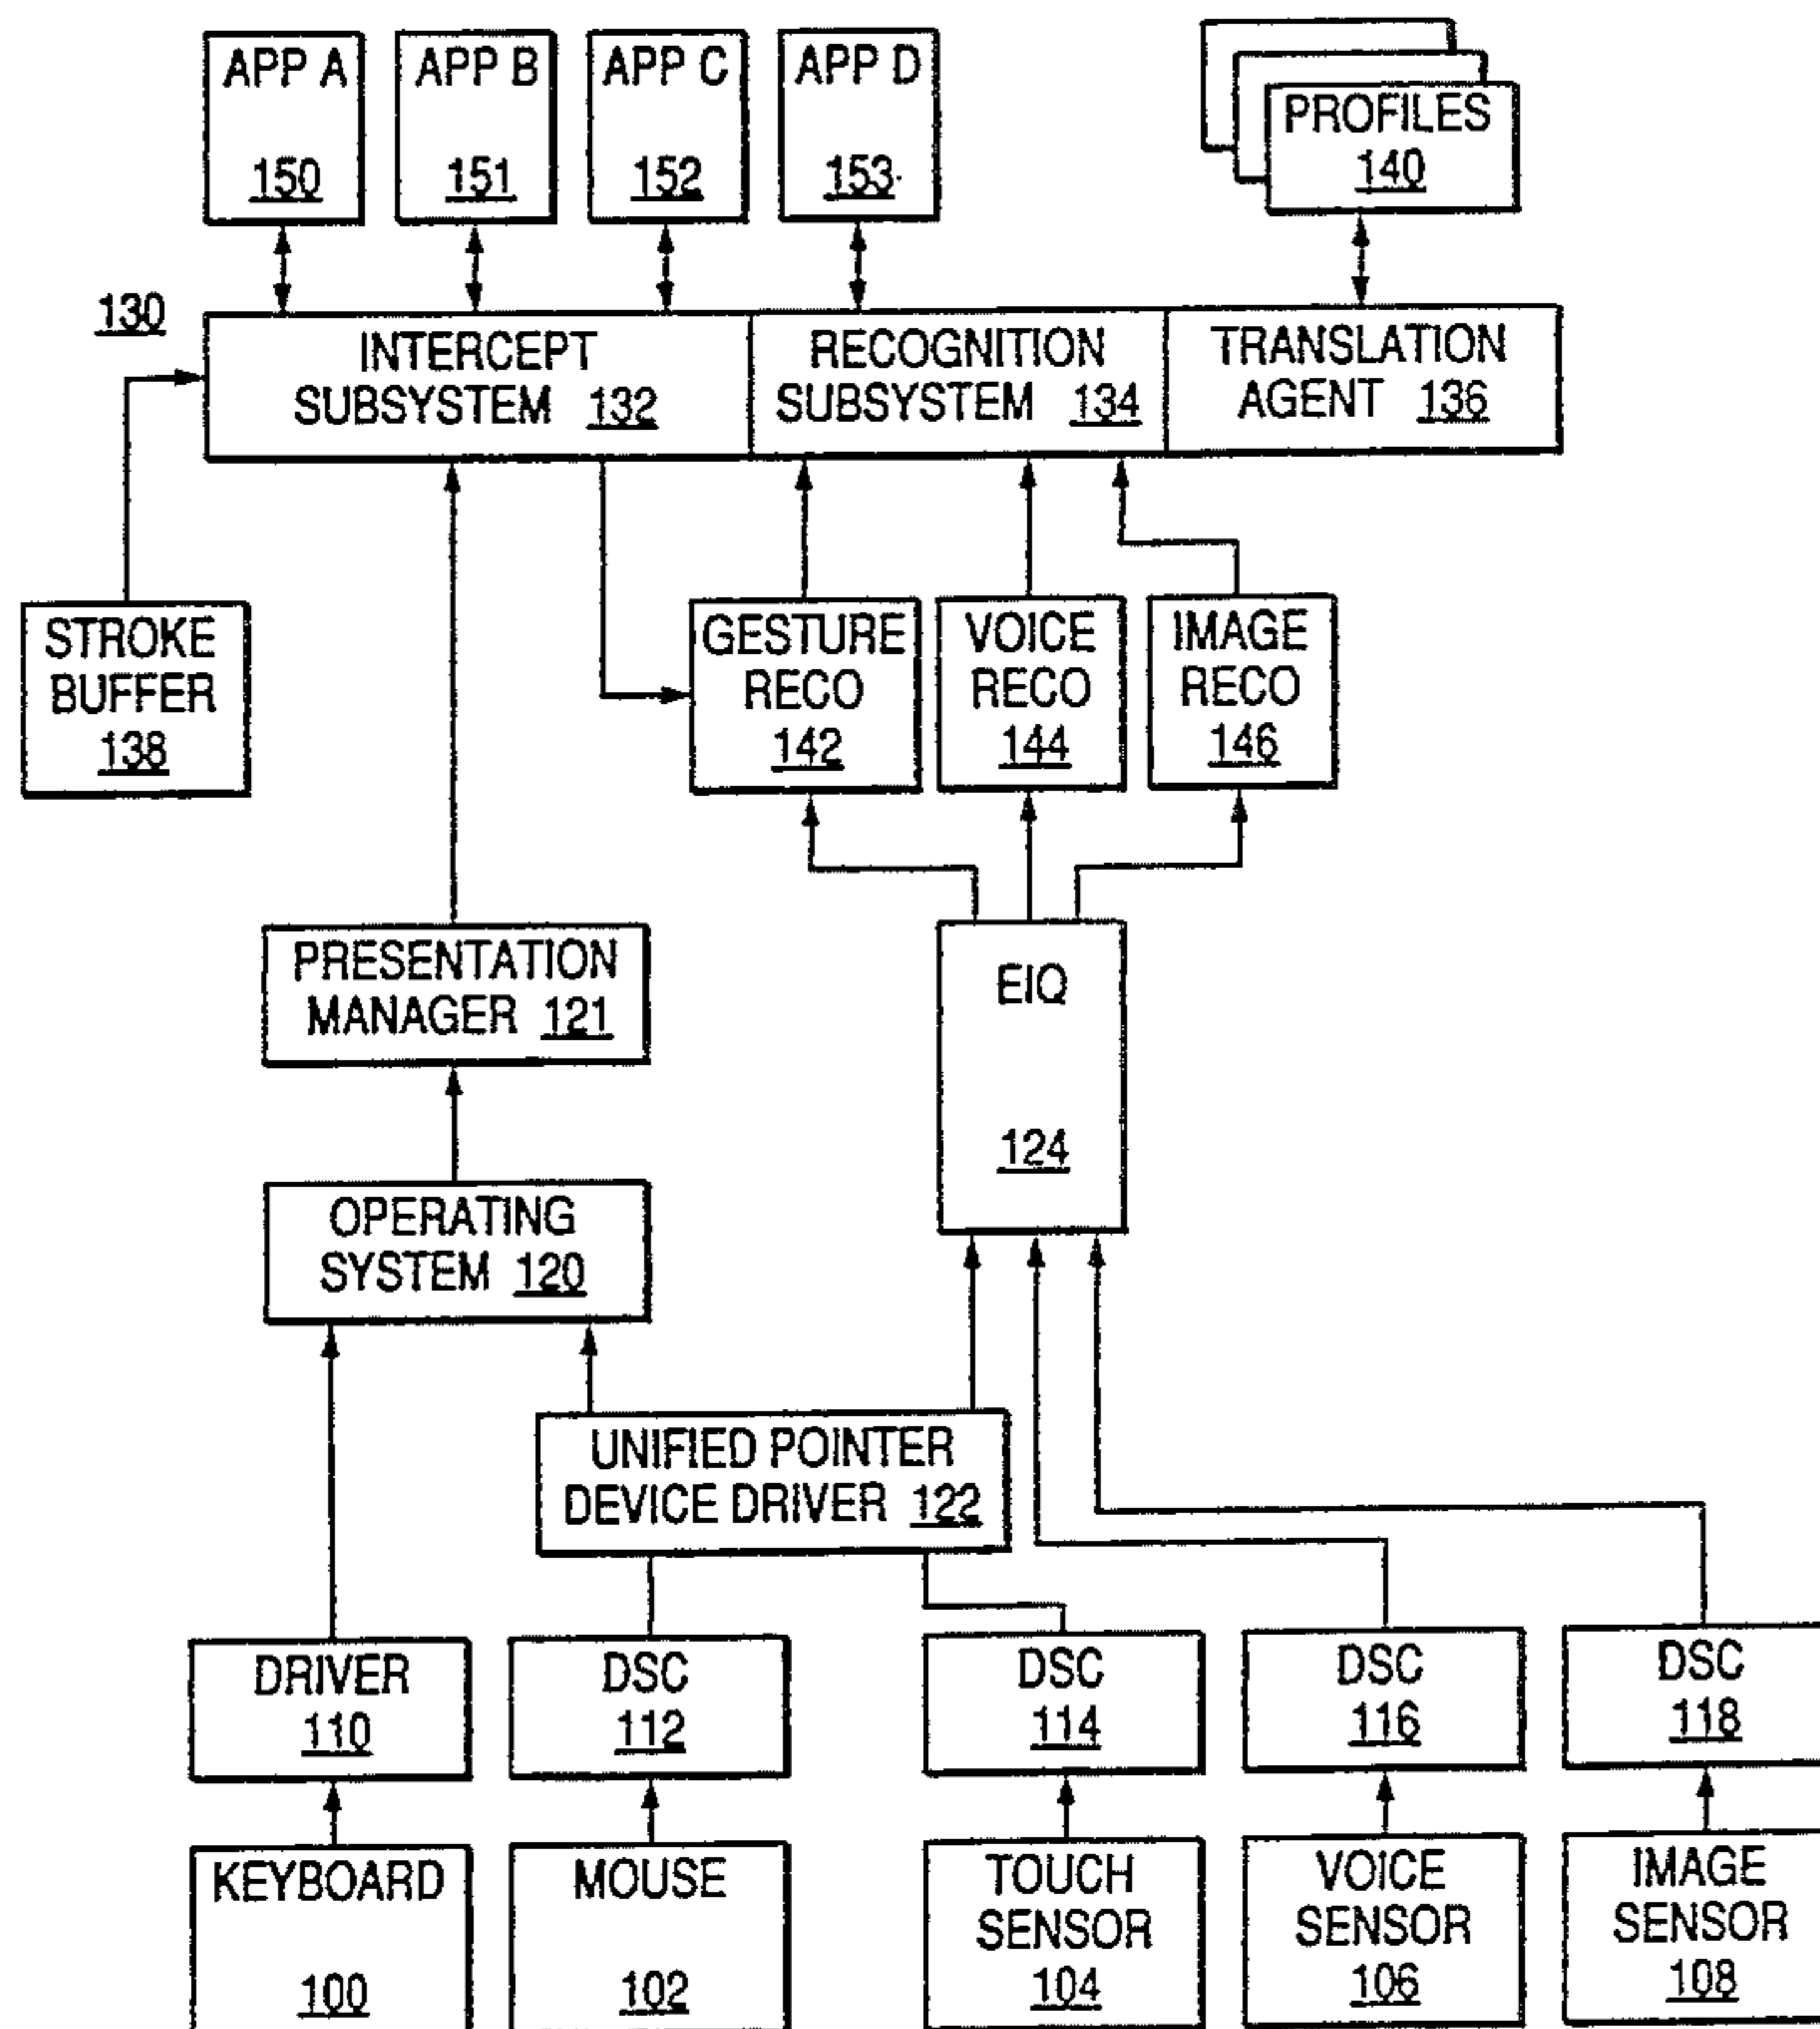 APP A
150
APP B
151
APP C
152
APP D
153
PROFILES
140
130
INTERCEPT
SUBSYSTEM 132
RECOGNITION
SUBSYSTEM 134
TRANSLATION
AGENT 136
STROKE
BUFFER
138
GESTURE
RECO
142
VOICE
RECO
144
IMAGE
RECO
146
PRESENTATION
MANAGER 121
EIQ
124
OPERATING
SYSTEM 120
UNIFIED POINTER
DEVICE DRIVER 122
DRIVER
110
DSC
112
DSC
114
DSC
116
DSC
118
KEYBOARD
100
MOUSE
102
TOUCH
SENSOR
104
VOICE
SENSOR
106
IMAGE
SENSOR
108